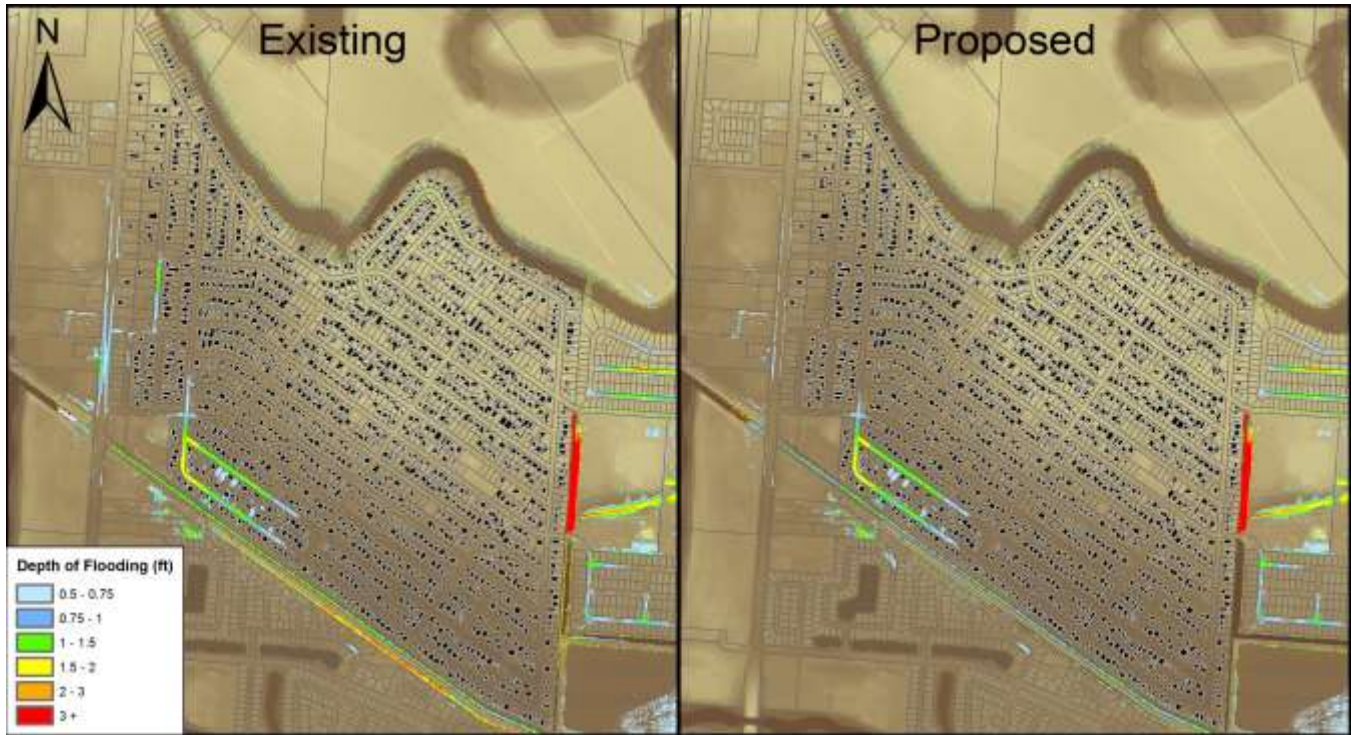 N
Existing
Proposed
Depth of Flooding (ft)
0.5 - 0.75
0.75 - 1
1 - 1.5
1.5 - 2
2 - 3
3 +